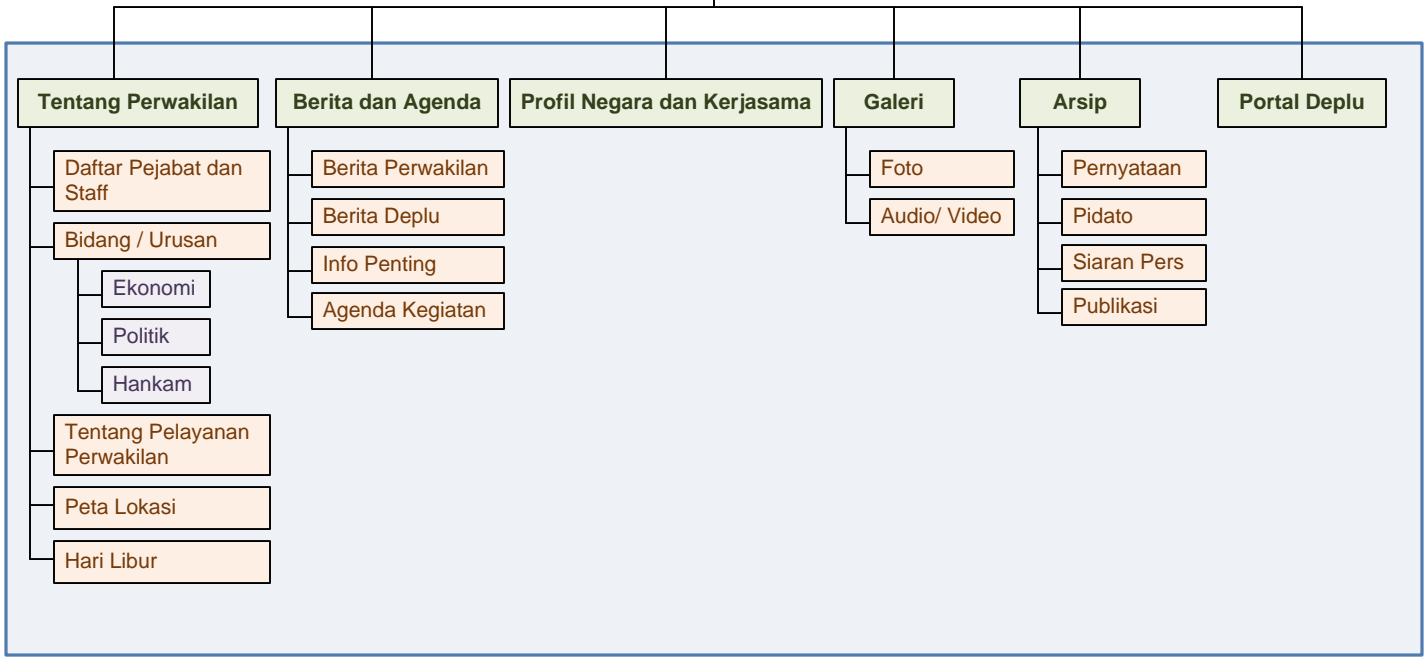 Tentang Perwakilan
Daftar Pejabat dan
Staff
Bidang / Urusan
Ekonomi
Politik
Hankam
Tentang Pelayanan
Perwakilan
Peta Lokasi
Hari Libur
Berita dan Agenda
Berita Perwakilan
Berita Deplu
Info Penting
Agenda Kegiatan
Profil Negara dan Kerjasama
Galeri
Foto
Audio/ Video
Arsip
Pernyataan
Pidato
Siaran Pers
Publikasi
Portal Deplu